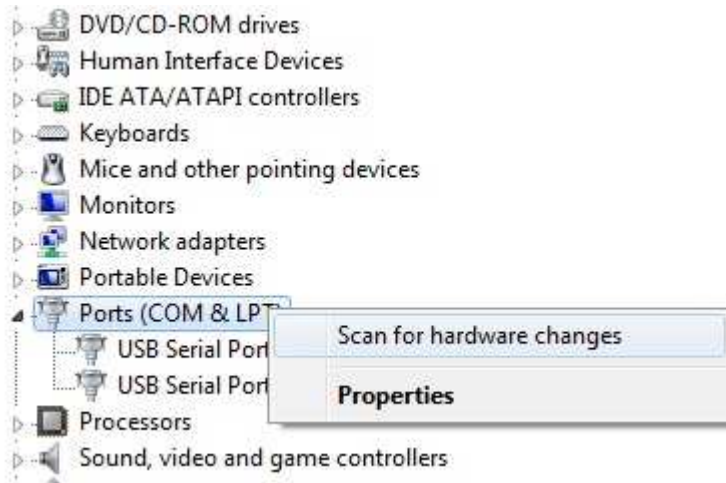 DVD/CD-ROM drives
Human Interface Devices
IDE ATA/ATAPI controllers
Keyboards
Mice and other pointing devices
Monitors
Network adapters
Portable Devices
Ports (COM & LPT)
Scan for hardware changes
USB Serial Port
USB Serial Port
Properties
Processors
Sound, video and game controllers